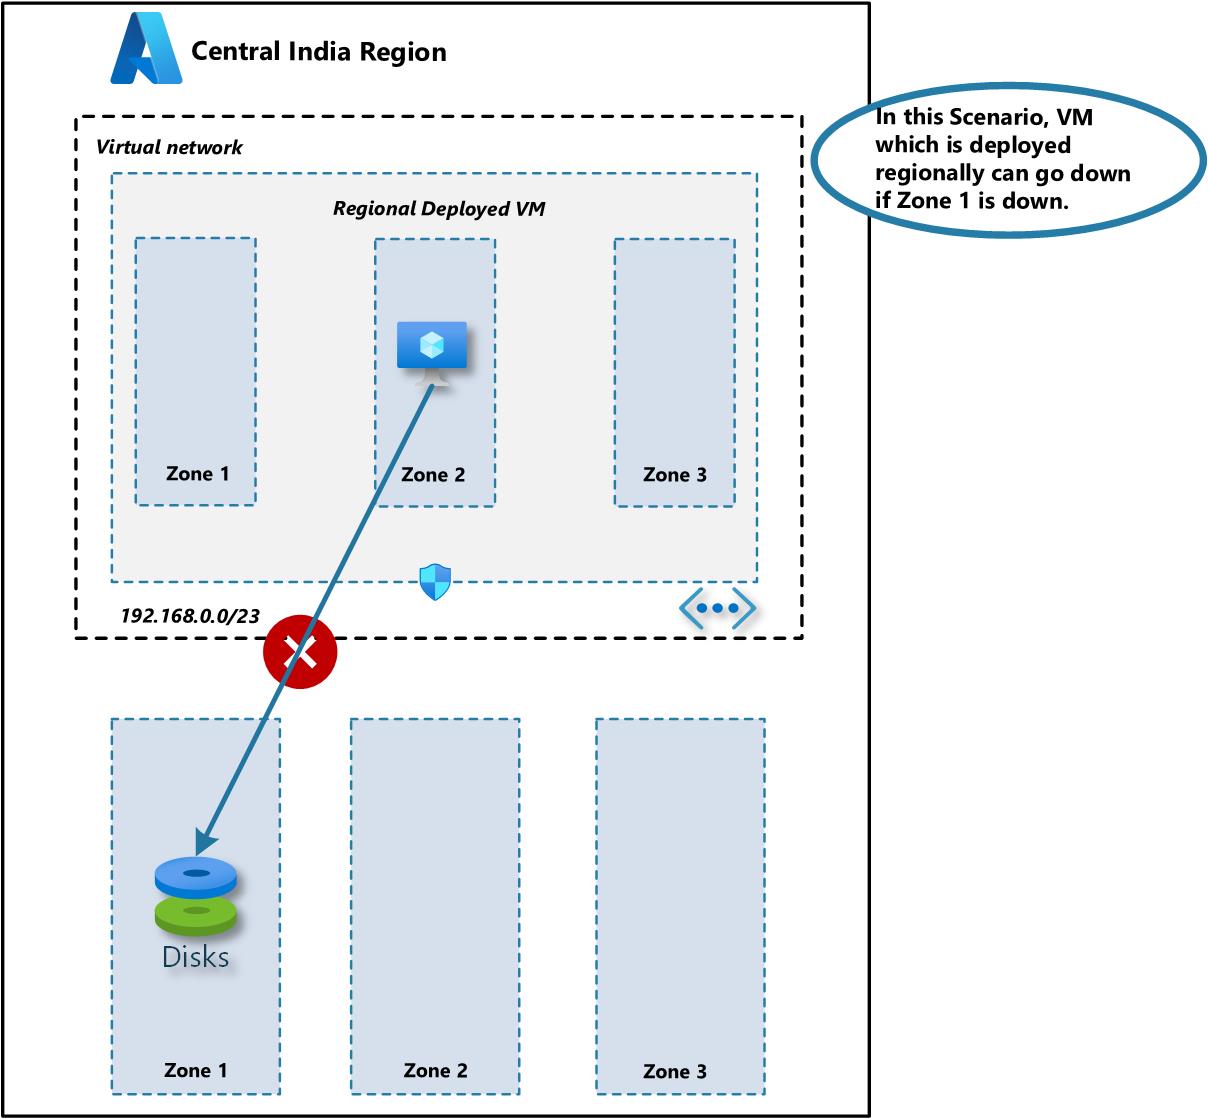 Central India Region
In this Scenario, VM
which is deployed
regionally can go down
if Zone 1 is down.
Virtual network
Regional Deployed VM
Zone 1
Zone 2
Zone 3
192.168.0.0/23
Disks
Zone 1
Zone 2
Zone 3